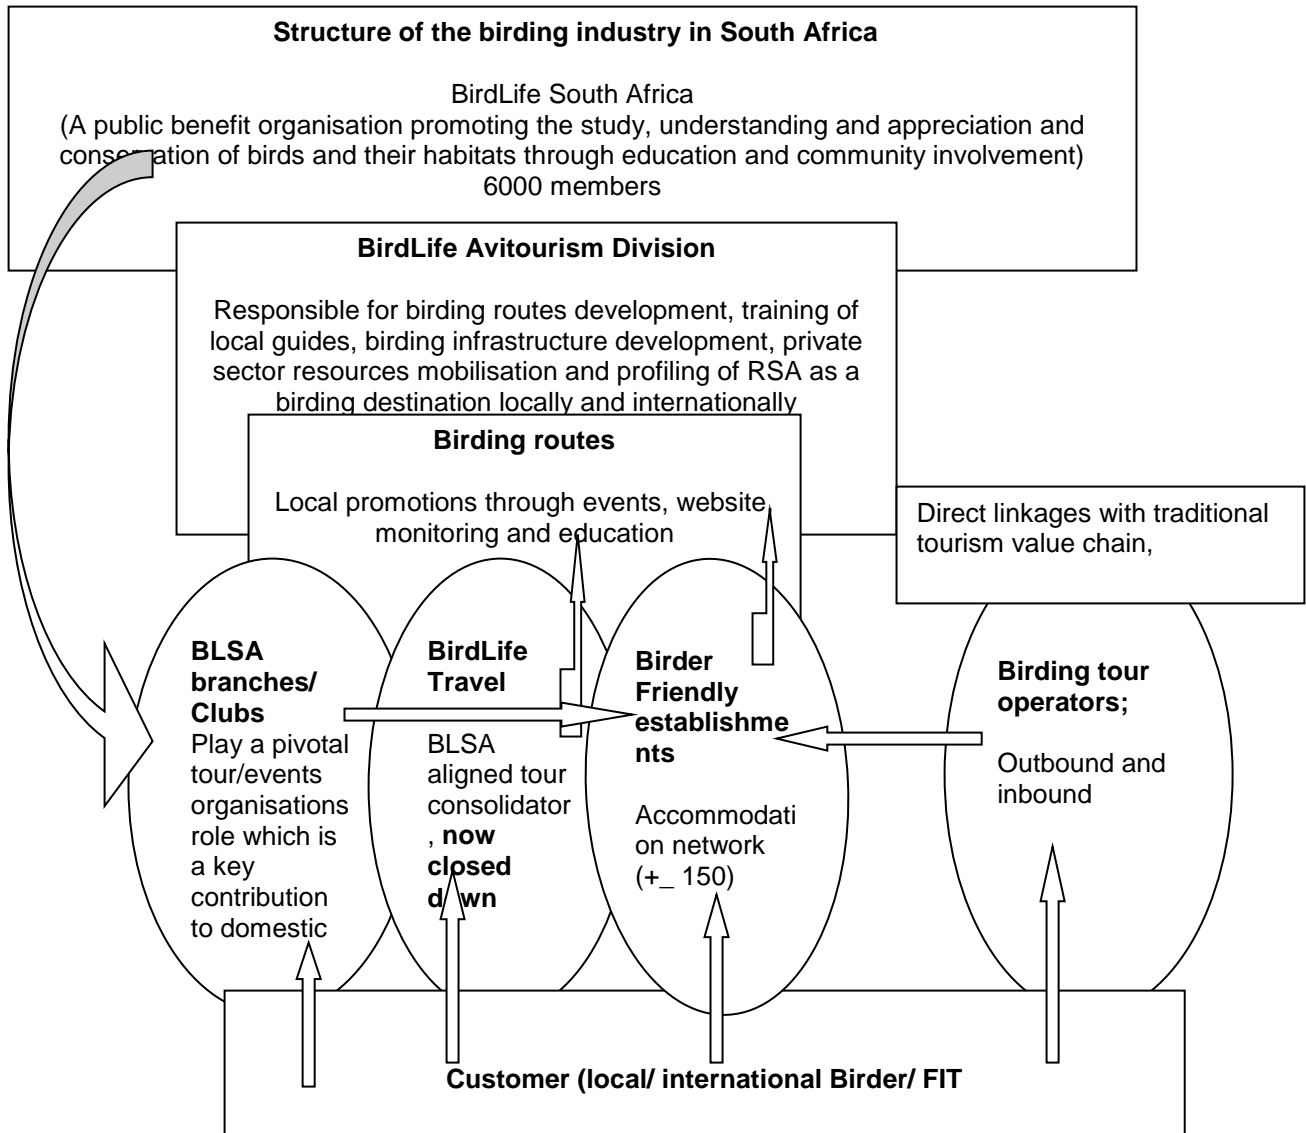 Structure of the birding industry in South Africa
BirdLife South Africa
(A public benefit organisation promoting the study, understanding and appreciation and
conservation of birds and their habitats through education and community involvement)
6000 members
BirdLife Avitourism Division
Responsible for birding routes development, training of
local guides, birding infrastructure development, private
sector resources mobilisation and profiling of RSA as a
birding destination locally and internationally
Birding routes
Local promotions through events, website,
monitoring and education
Direct linkages with traditional
tourism value chain,
BLSA
branches/
Clubs
Play a pivotal
tour/events
organisations
role which is
a key
contribution
to domestic
BirdLife
Travel
BLSA
aligned tour
consolidator
, now
closed
down
Birder
Friendly
establishme
nts
Accommodati
on network
(+_ 150)
Birding tour
operators;
Outbound and
inbound
Customer (local/ international Birder/ FIT